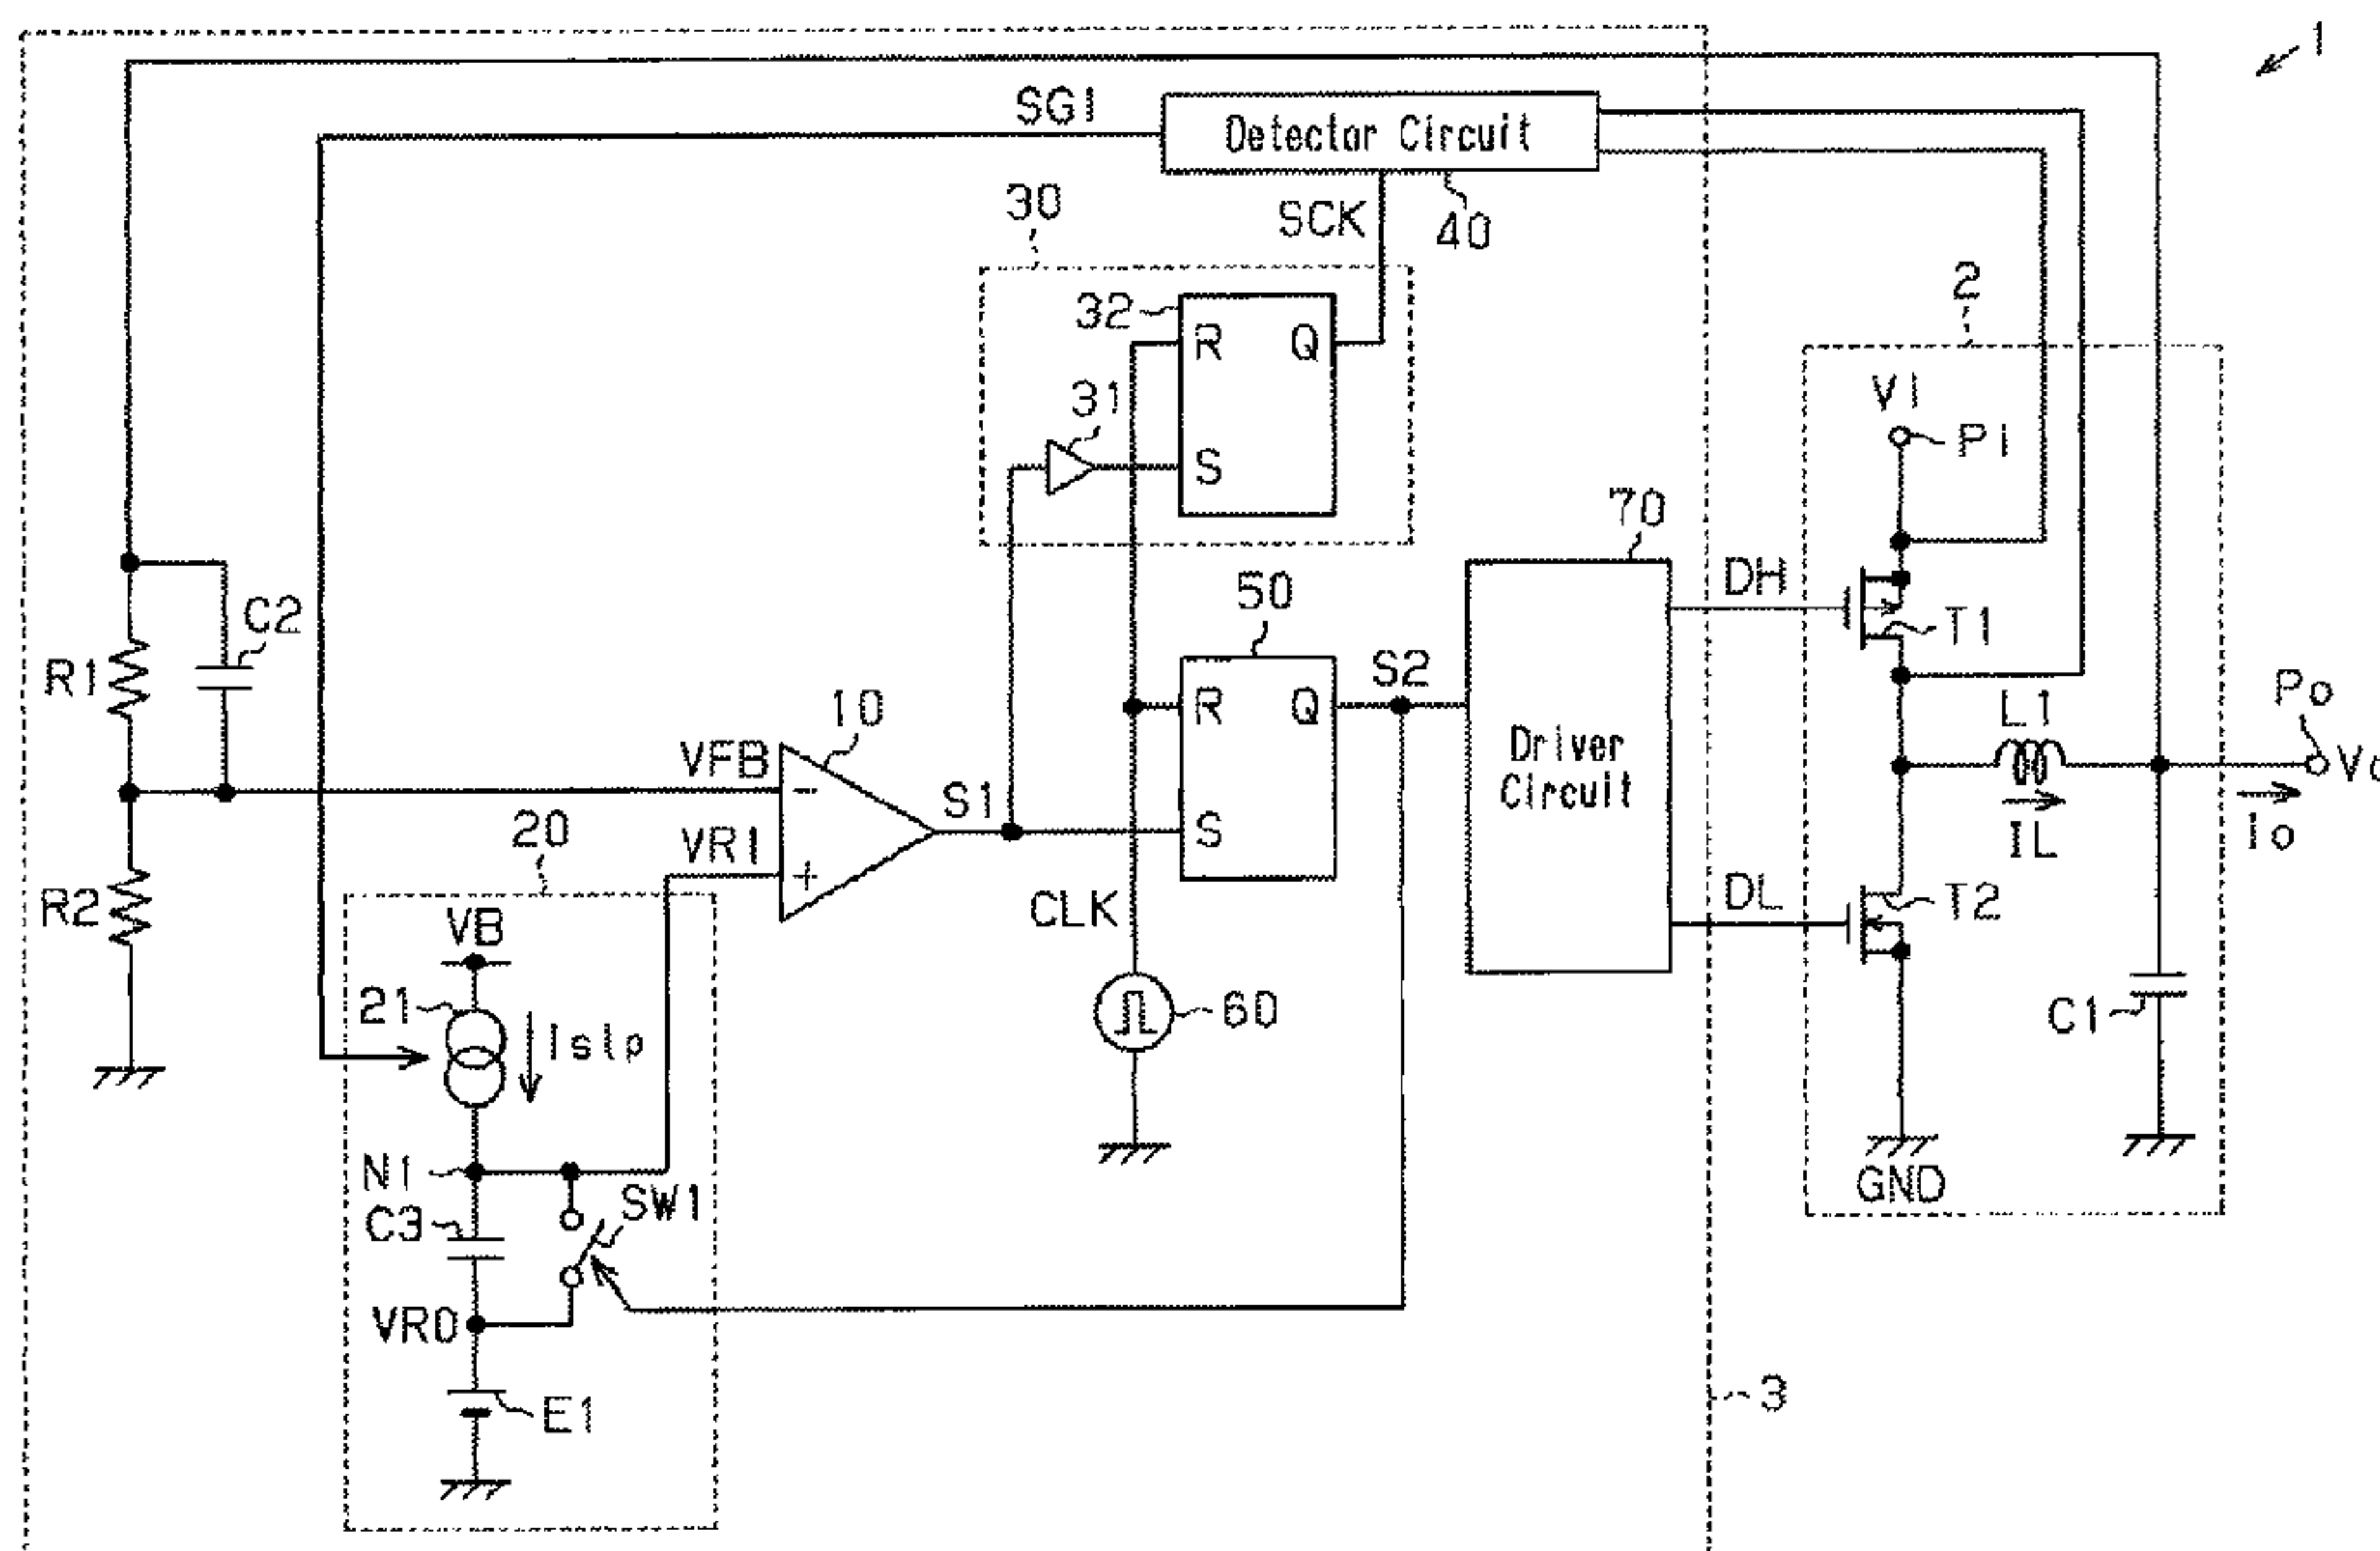 1
SG1
Detector Circuit
30
SCK
40
2
32
R
Q
31
S
V1
P1
70
DH
50
C2
R1
T1
10
R
Q
S2
L1
Po
VFB
Driver
Circuit
S1
S
IL
Io
20
VR1
R2
CLK
DL
T2
VB
21
Islp
60
C1
N1
SW1
GND
C3
VR0
E1
3